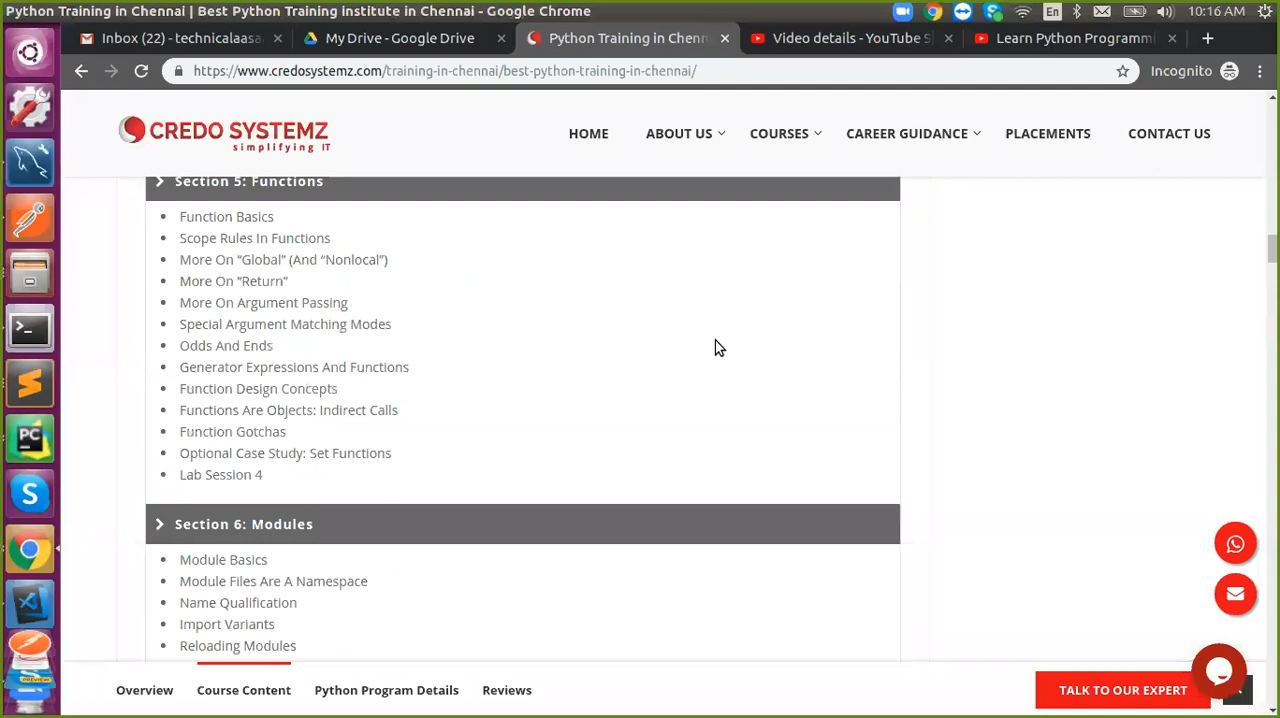 Python Training in Chennai | Best Python Training institute in Chennai - Google Chrome
En
10:16 AM
Inbox (22) - technicalaasa
My Drive - Google Drive
Python Training in Chenn
Video details - YouTube S
Learn Python Programm
https://www.credosystemz.com/training-in-chennai/best-python-training-in-chennai/
Incognito
CREDO SYSTEMZ
simplifying IT
HOME
ABOUT US
COURSES
CAREER GUIDANCE
PLACEMENTS
CONTACT US
Section 5: Functions
• Function Basics
• Scope Rules In Functions
• More On “Global” (And “Nonlocal”)
• More On “Return”
• More On Argument Passing
• Special Argument Matching Modes
• Odds And Ends
• Generator Expressions And Functions
• Function Design Concepts
• Functions Are Objects: Indirect Calls
• Function Gotchas
• Optional Case Study: Set Functions
• Lab Session 4
Section 6: Modules
• Module Basics
• Module Files Are A Namespace
• Name Qualification
• Import Variants
• Reloading Modules
Overview
Course Content
Python Program Details
Reviews
TALK TO OUR EXPERT
PC
S